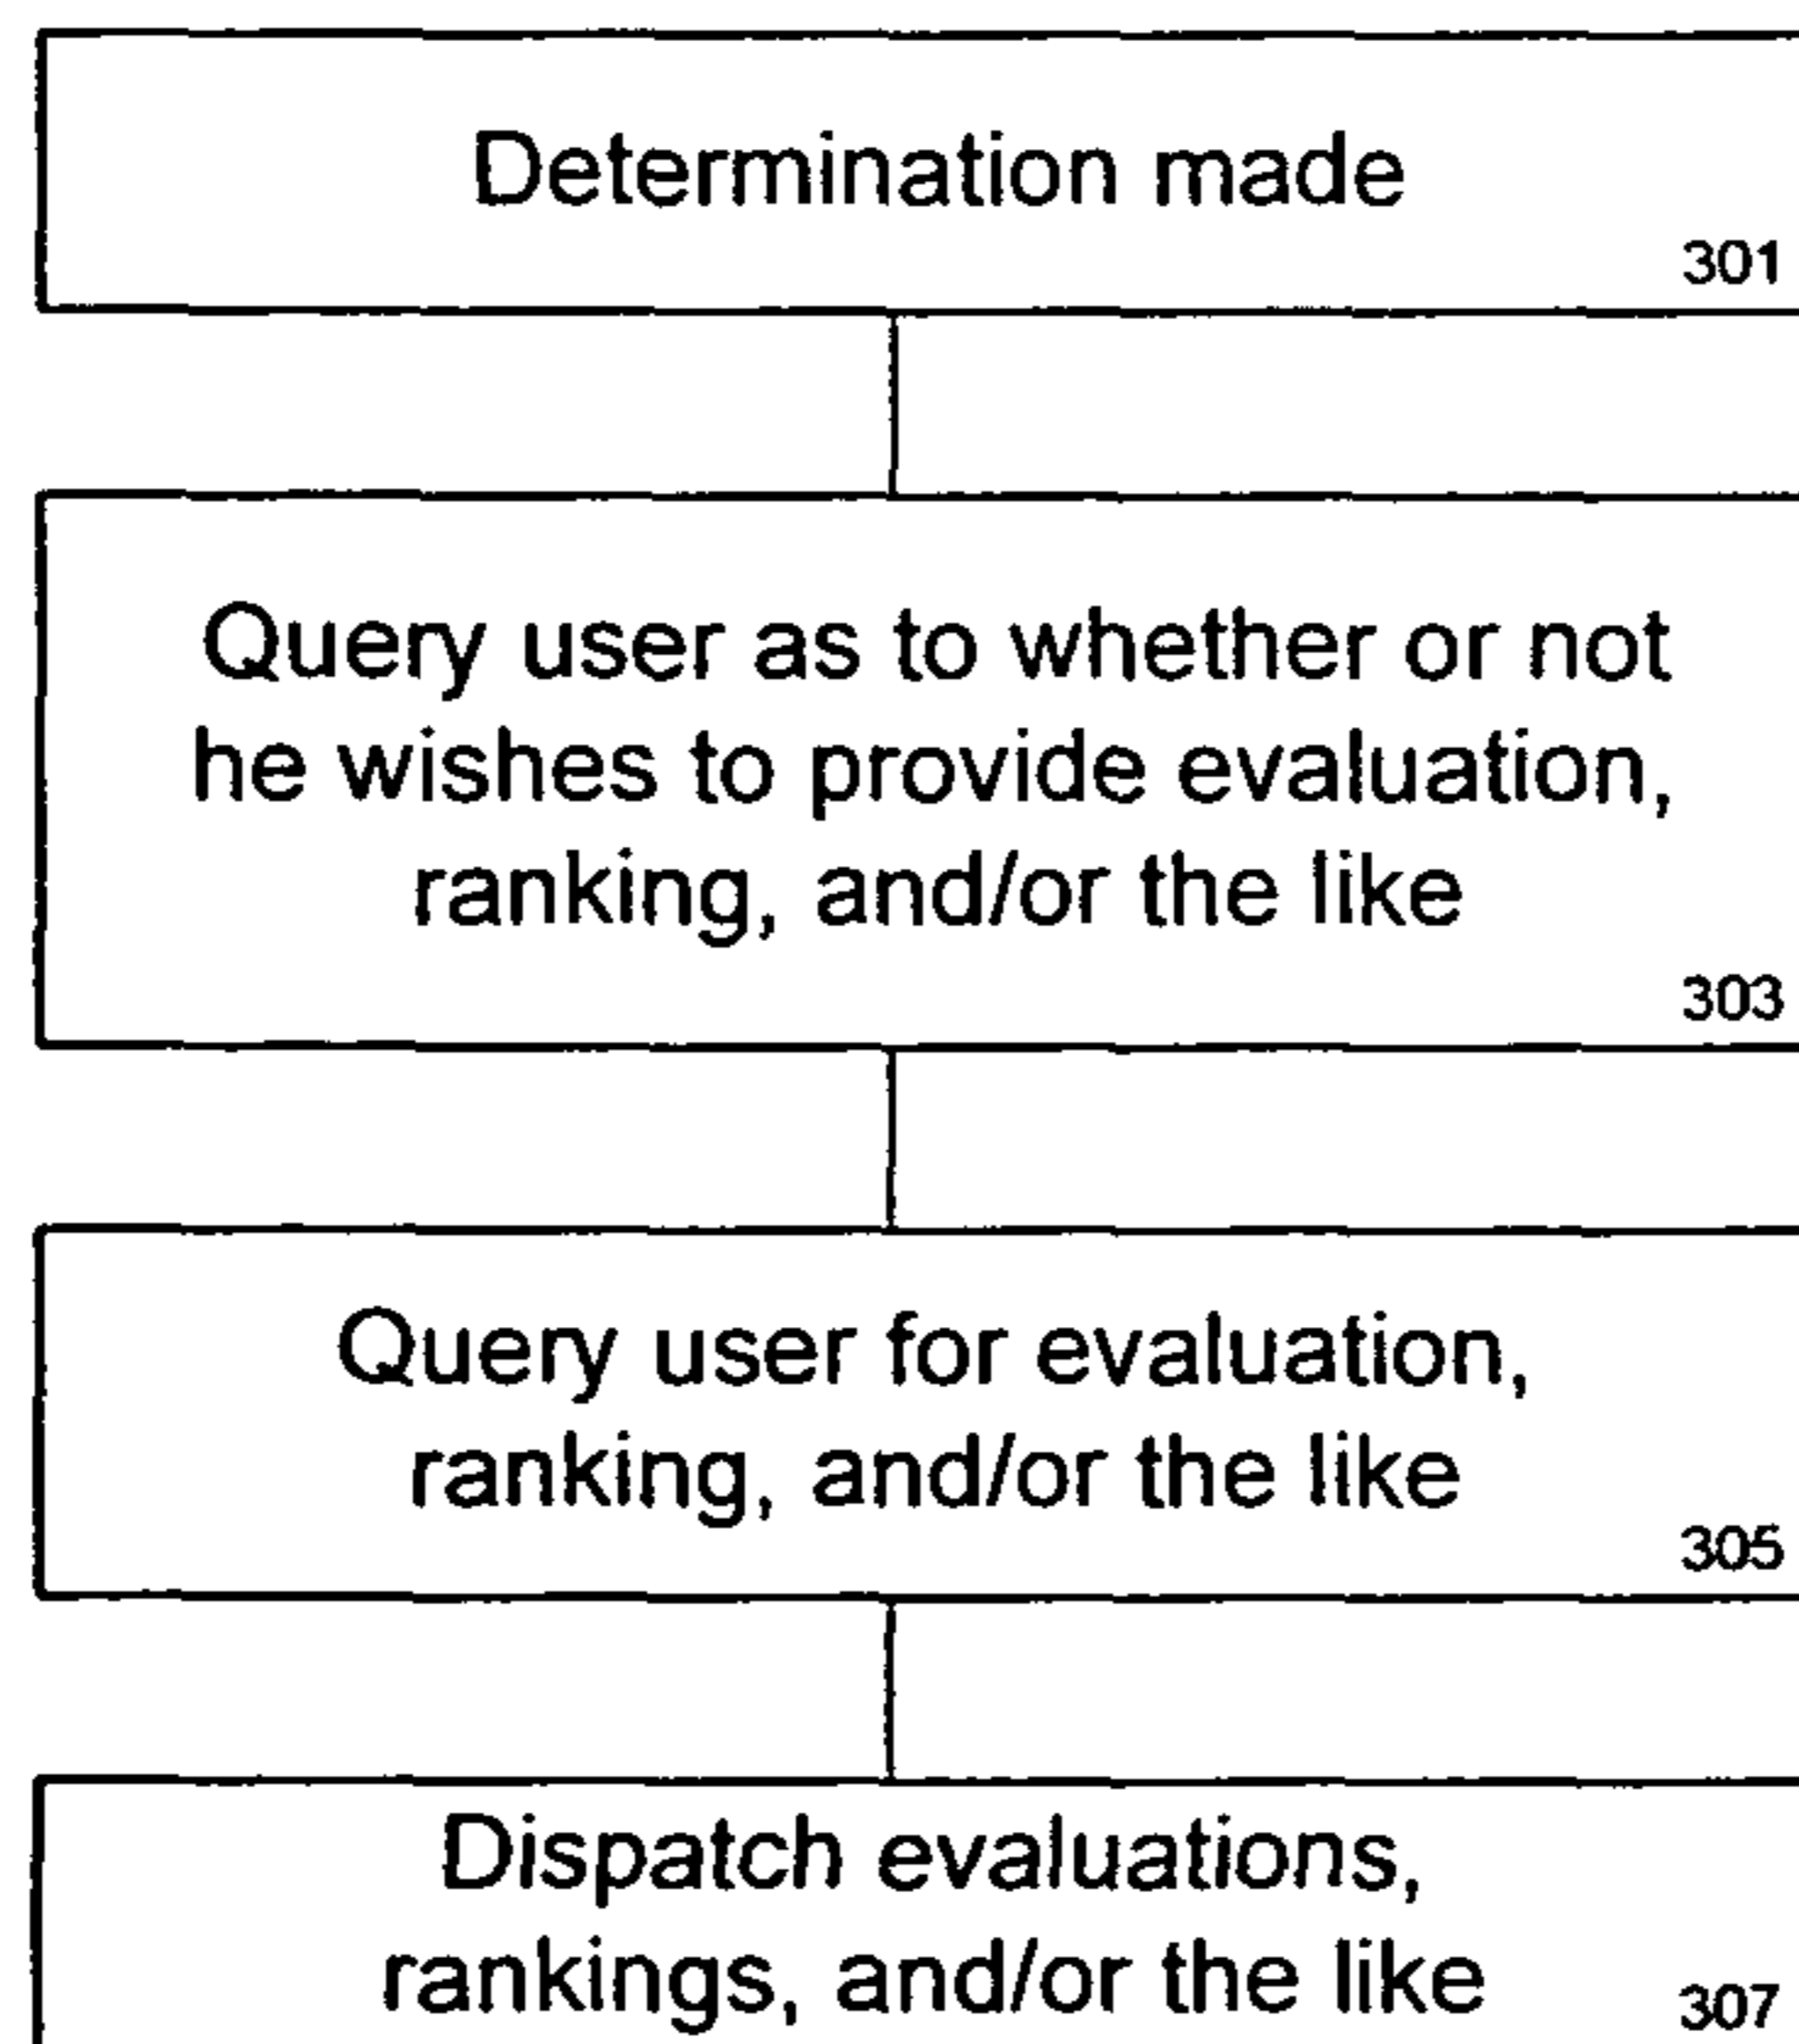 Determination made
301
Query user as to whether or not
he wishes to provide evaluation,
ranking, and/or the like
303
Query user for evaluation,
ranking, and/or the like
305
Dispatch evaluations,
rankings, and/or the like
307